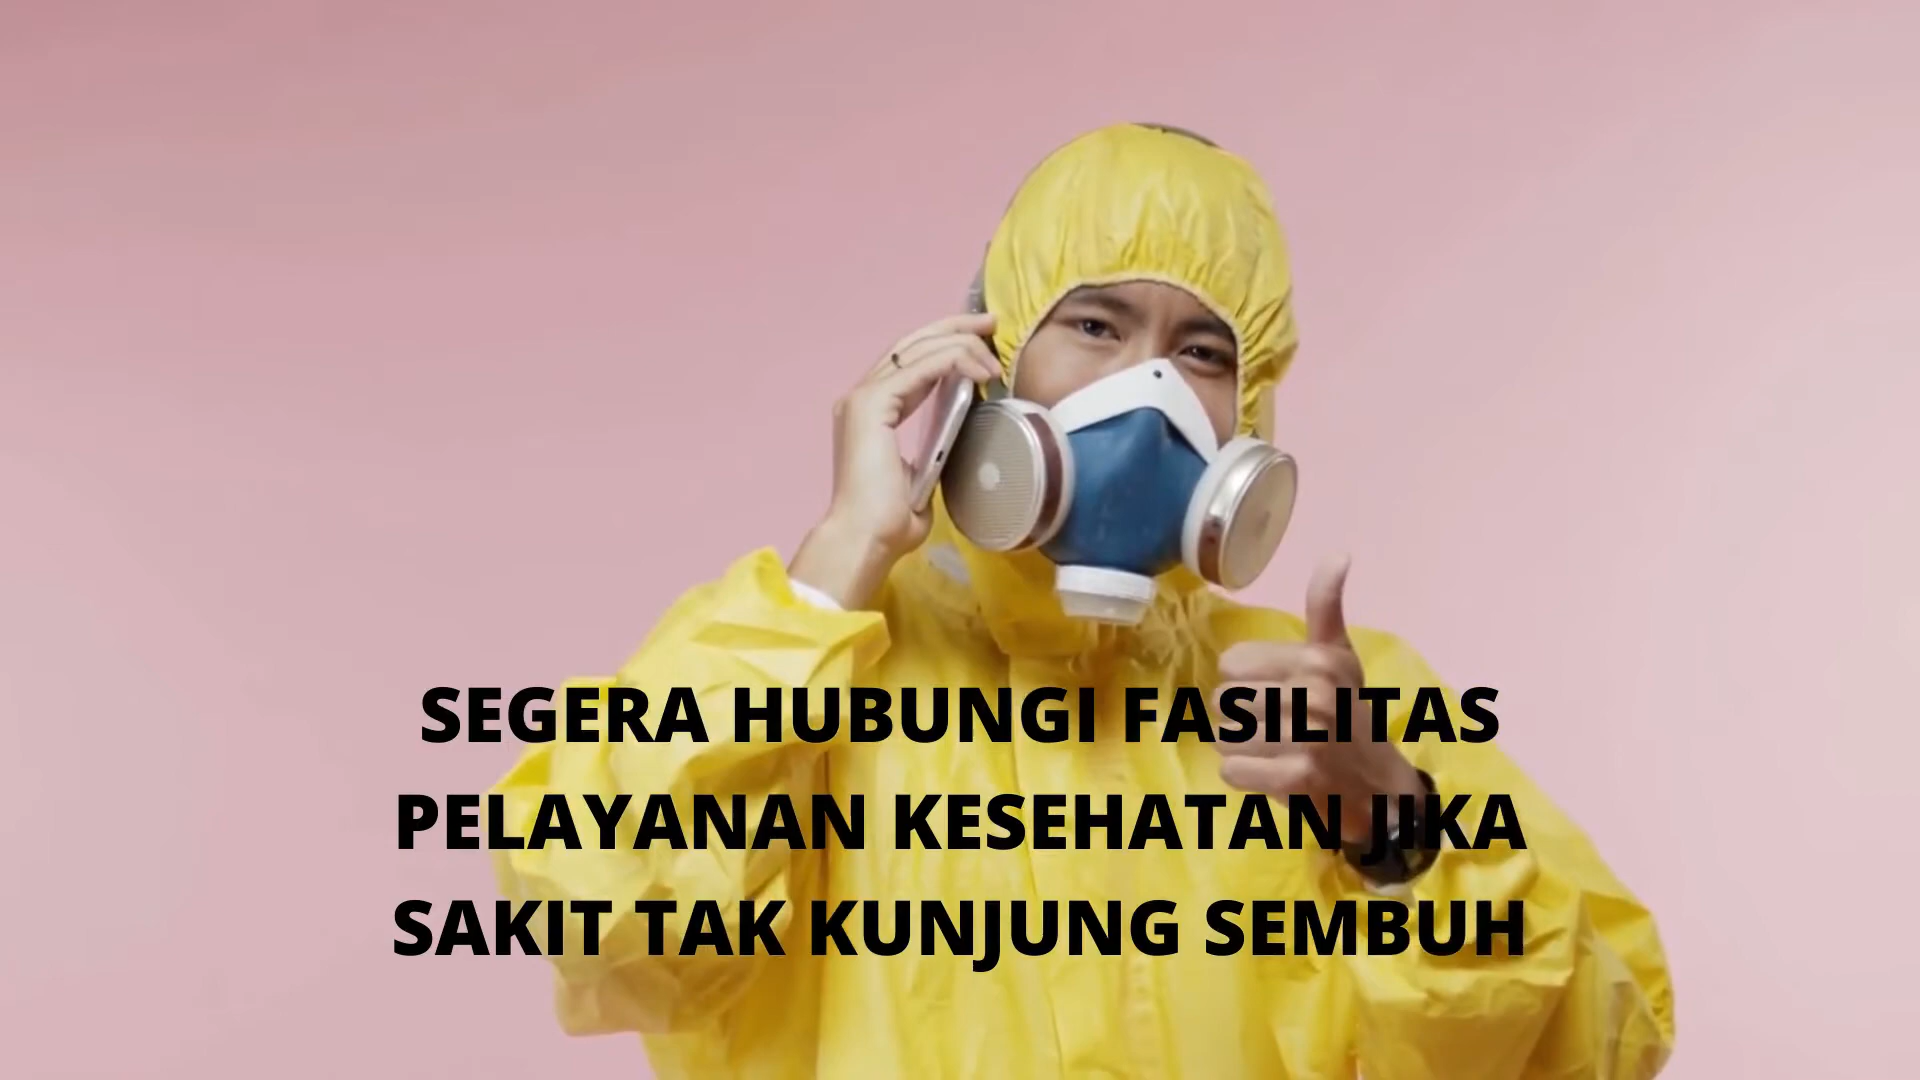 SEGERA HUBUNGI FASILITAS
PELAYANAN KESEHATAN JIKA
SAKIT TAK KUNJUNG SEMBUH